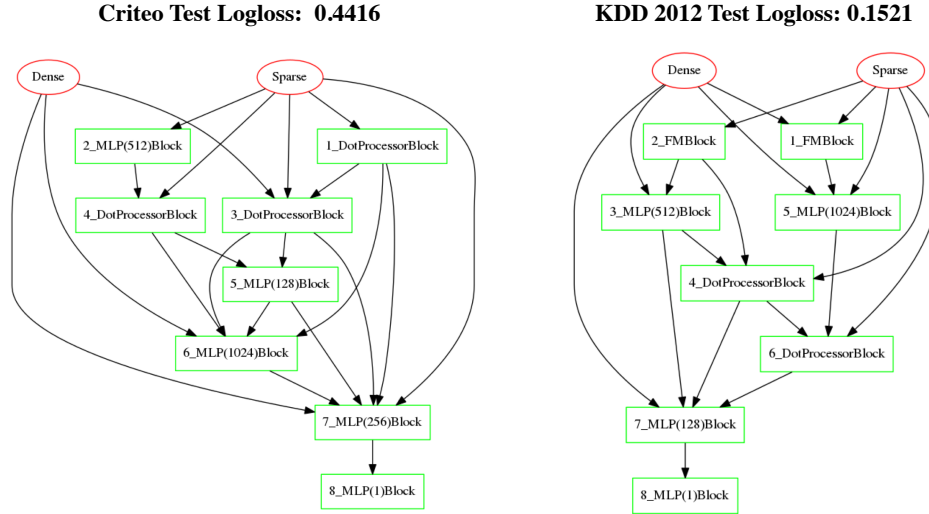 Criteo Test Logloss: 0.4416
Dense
Sparse
2_MLP(512)Block
1_DotProcessorBlock
4_DotProcessorBlock
3_DotProcessorBlock
5_MLP(128)Block
6_MLP(1024)Block
7_MLP(256)Block
8_MLP(1)Block
KDD 2012 Test Logloss: 0.1521
Dense
Sparse
2_FMBlock
1_FMBlock
3_MLP(512)Block
5_MLP(1024)Block
4_DotProcessorBlock
6_DotProcessorBlock
7_MLP(128)Block
8_MLP(1)Block